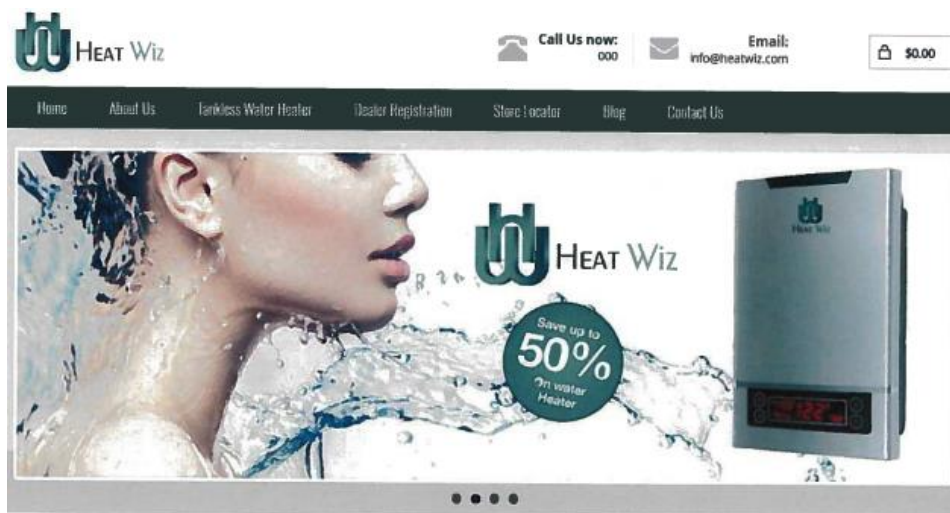 HEAT WIZ
Call Us now:
000
Email:
info@heatwiz.com
$0.00
Home About Us Tankless Water Heater Dealer Registration Store Locator Blog Contact Us
HEAT WIZ
Save up to
50%
On water
Heater
HEAT WIZ
122